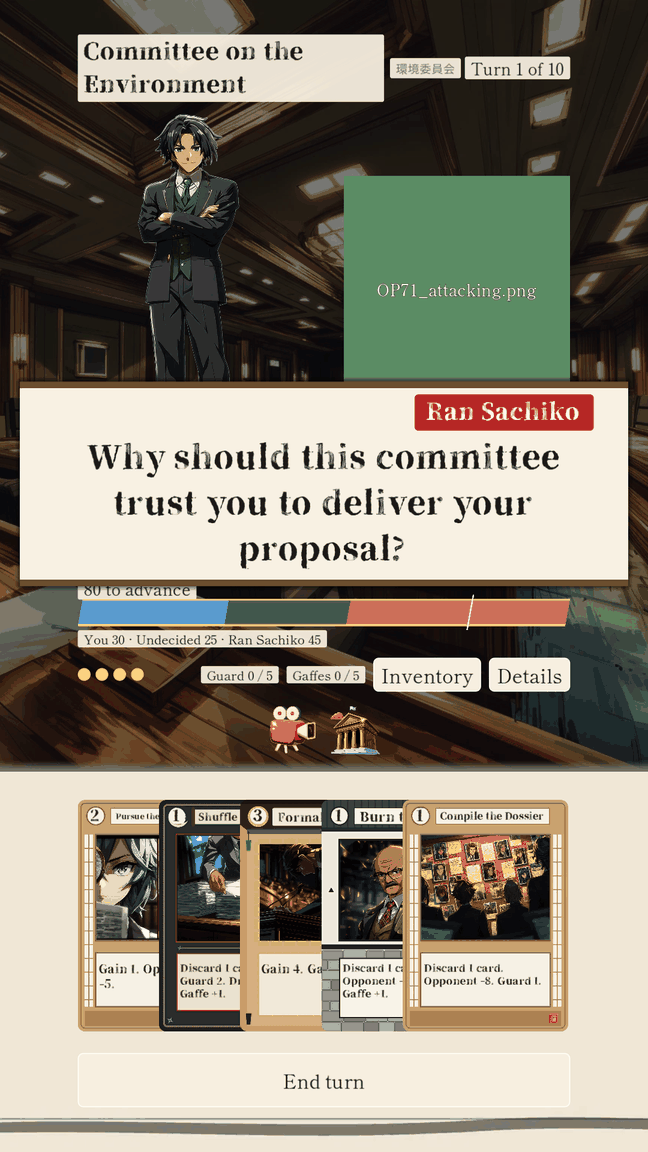 Committee on the
Environment
環境委員会
Turn 1 of 10
OP71_attacking.png
Ran Sachiko
Why should this committee
trust you to deliver your
proposal?
80 to advance
You 30 · Undecided 25 · Ran Sachiko 45
Guard 0 / 5
Gaffes 0 / 5
Inventory
Details
2
Pursue the
Gain 1. Op
-5.
1
Shuffle
Discard 1 ca
Guard 2. Dr
Gaffe +1.
3
Forma
Gain 4. Ga
1
Burn t
Discard 1 ca
Opponent -
Gaffe +1.
1
Compile the Dossier
Discard 1 card.
Opponent -8. Guard 1.
End turn